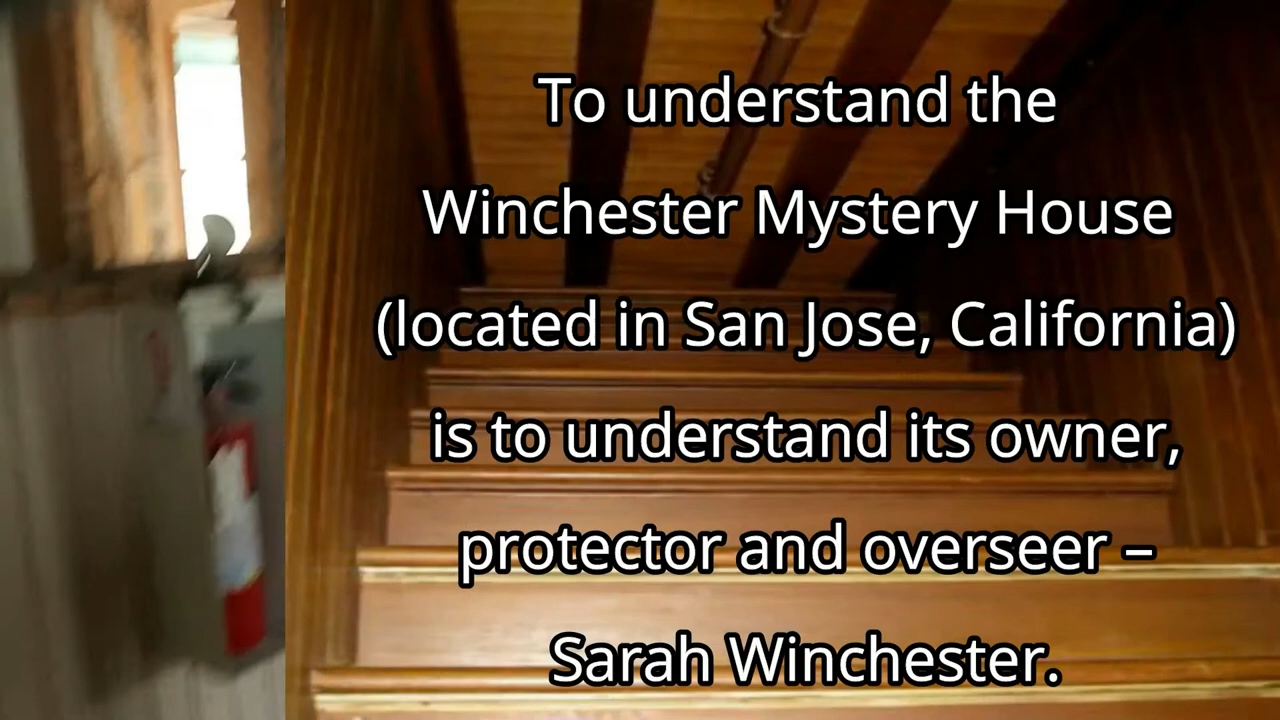 To understand the
Winchester Mystery House
(located in San Jose, California)
is to understand its owner,
protector and overseer –
Sarah Winchester.